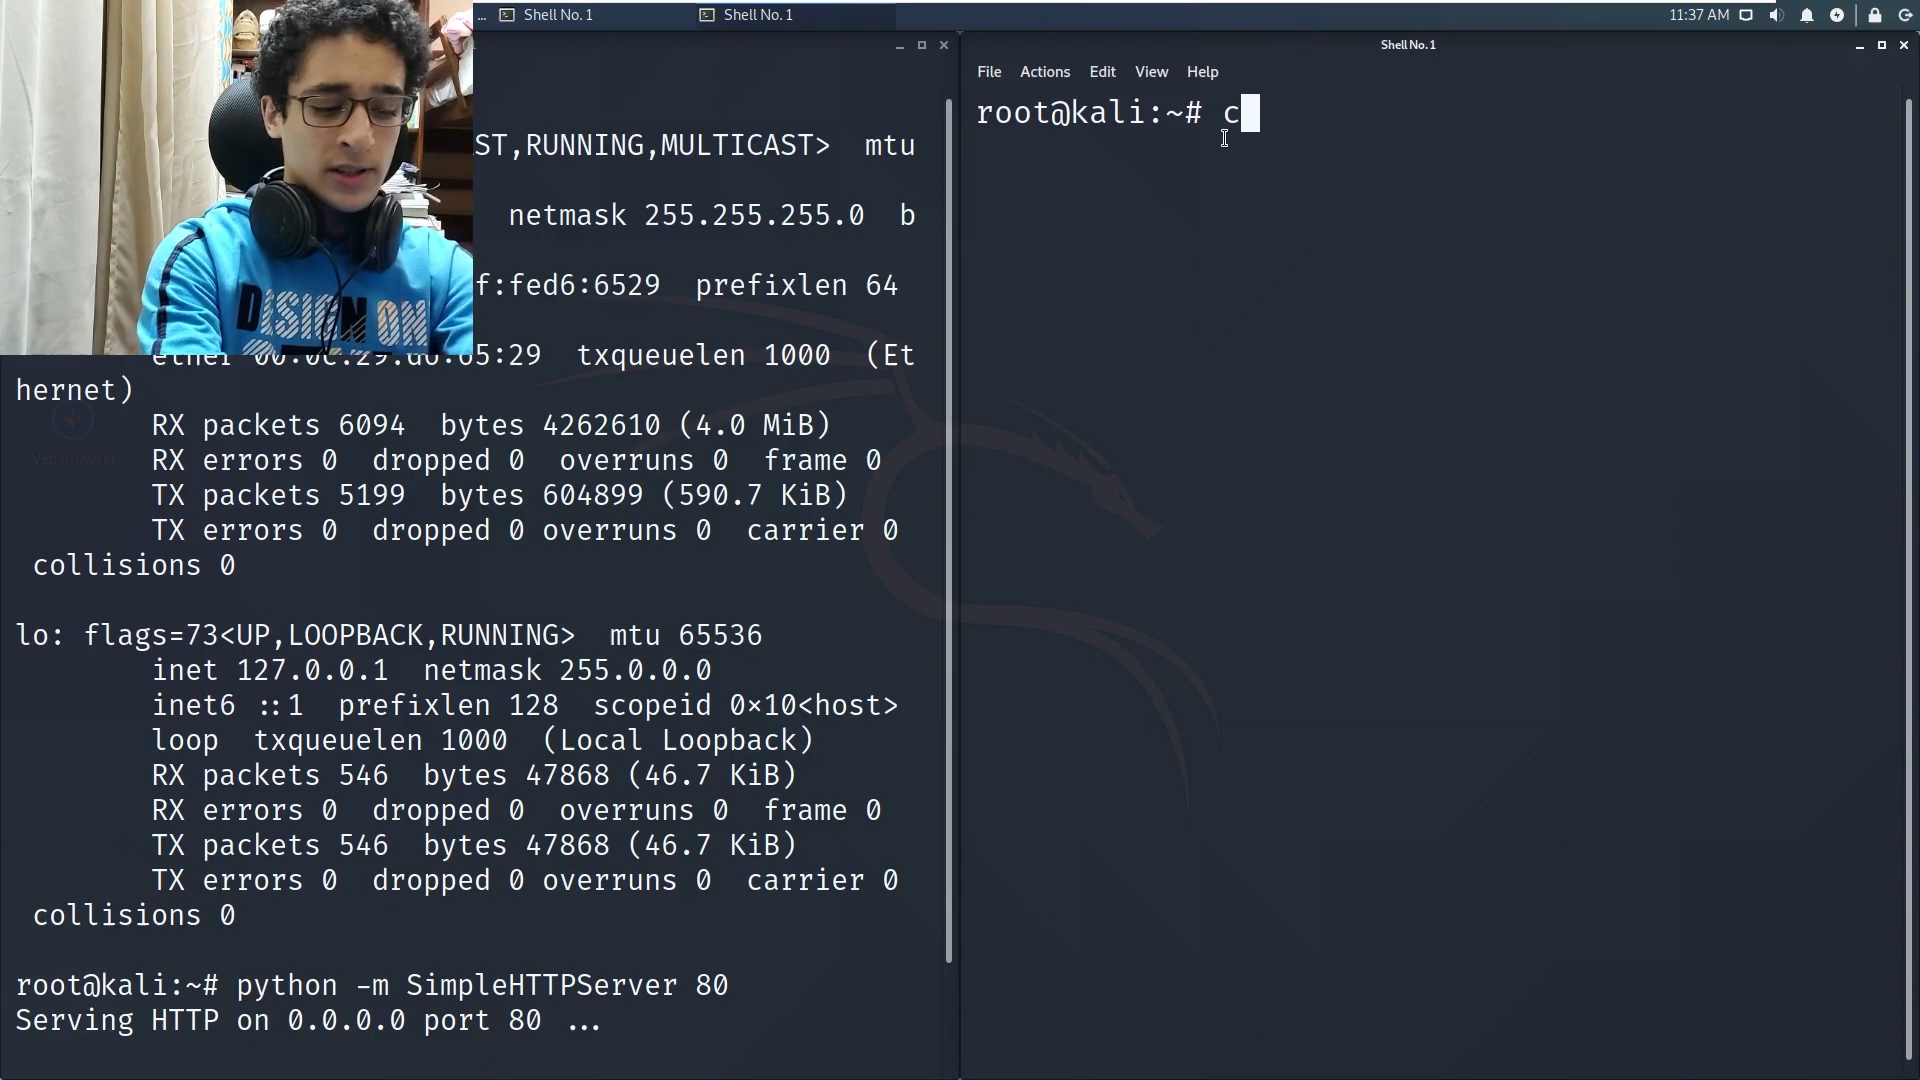 ... Shell No. 1 Shell No. 1 11:37 AM
Shell No. 1
File Actions Edit View Help
root@kali:~# c
ST,RUNNING,MULTICAST> mtu
netmask 255.255.255.0 b
f:fed6:6529 prefixlen 64
ether 00:0c:29:d6:65:29 txqueuelen 1000 (Et
hernet)
RX packets 6094 bytes 4262610 (4.0 MiB)
RX errors 0 dropped 0 overruns 0 frame 0
TX packets 5199 bytes 604899 (590.7 KiB)
TX errors 0 dropped 0 overruns 0 carrier 0
collisions 0
lo: flags=73<UP,LOOPBACK,RUNNING> mtu 65536
inet 127.0.0.1 netmask 255.0.0.0
inet6 ::1 prefixlen 128 scopeid 0×10<host>
loop txqueuelen 1000 (Local Loopback)
RX packets 546 bytes 47868 (46.7 KiB)
RX errors 0 dropped 0 overruns 0 frame 0
TX packets 546 bytes 47868 (46.7 KiB)
TX errors 0 dropped 0 overruns 0 carrier 0
collisions 0
root@kali:~# python -m SimpleHTTPServer 80
Serving HTTP on 0.0.0.0 port 80 ...
Web Browser
DISIGN ON